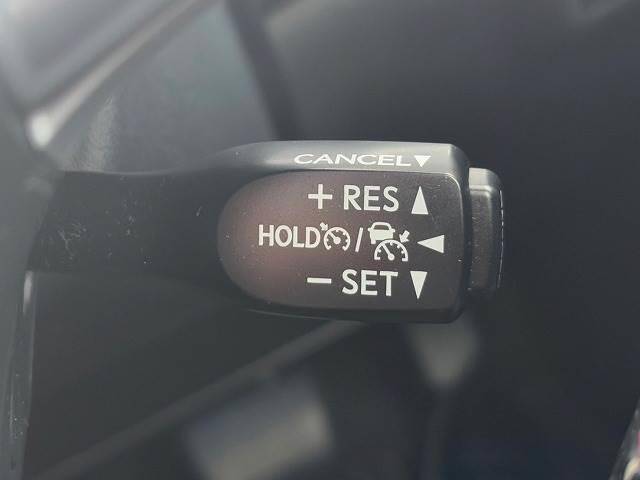 CANCEL▼
+ RES ▲
HOLD / ◀
− SET ▼